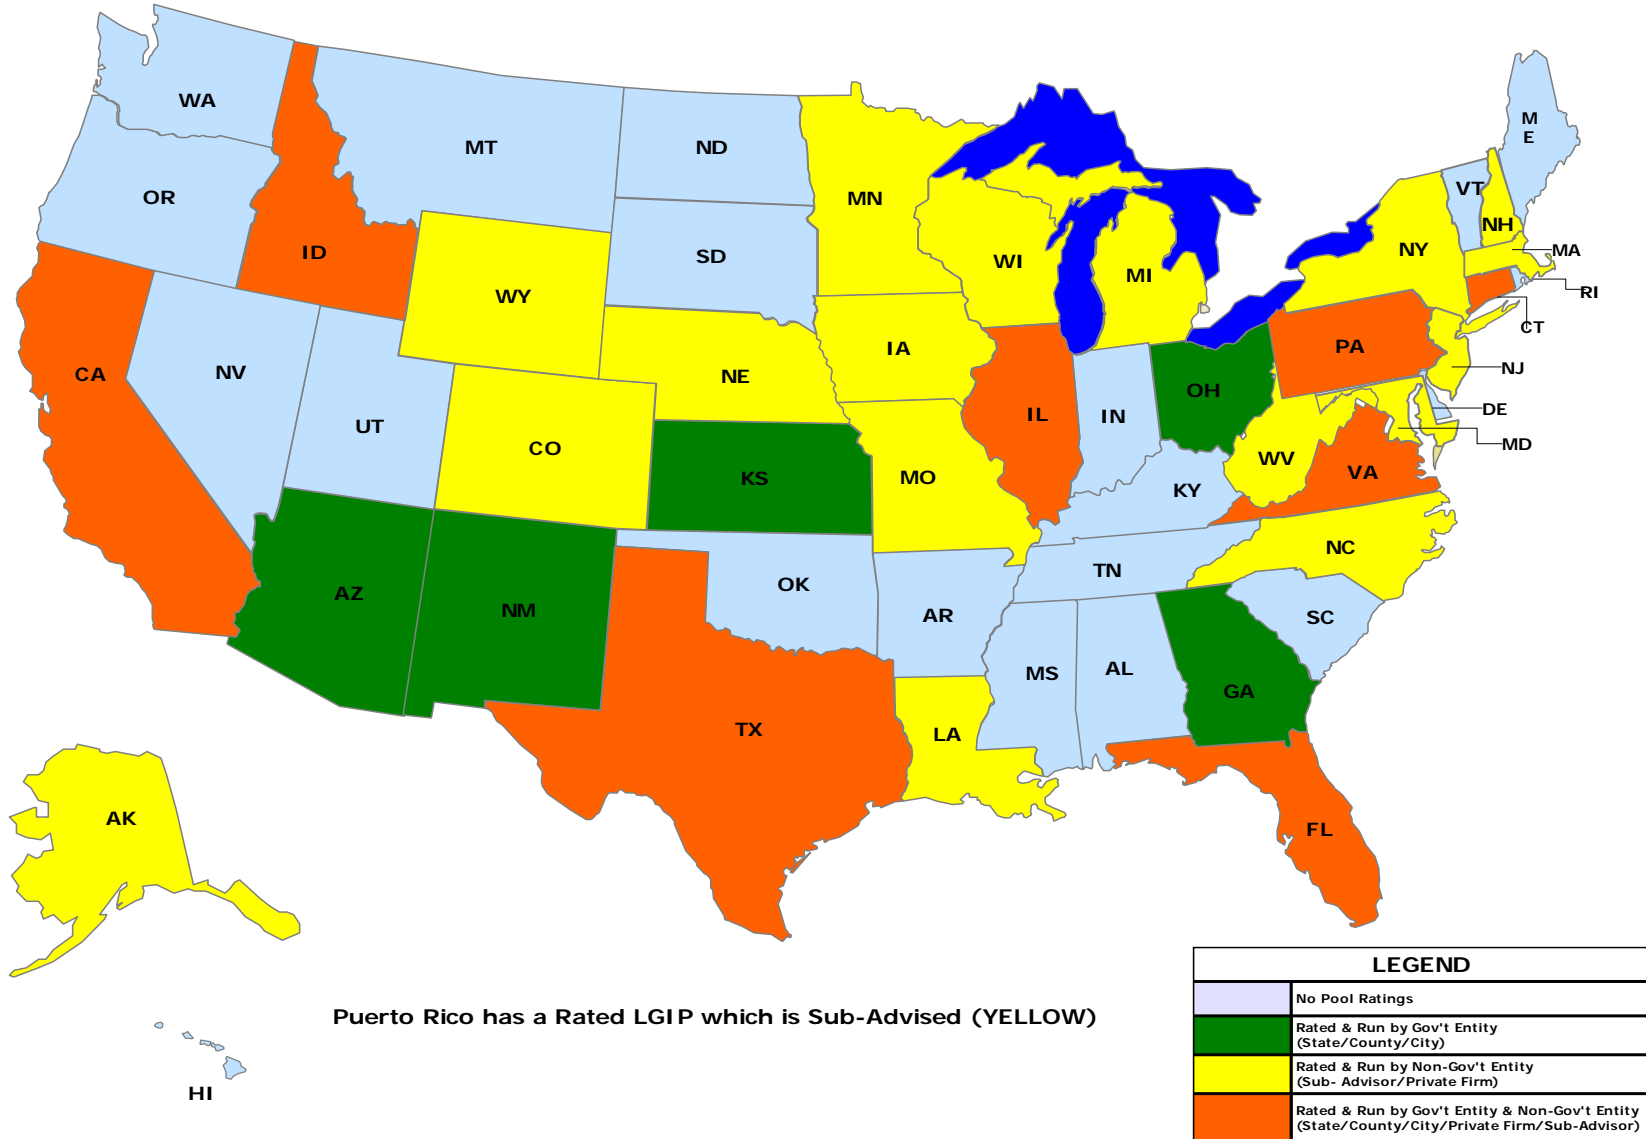 WA
MT
ND
MN
M
E
OR
ID
SD
WI
MI
NY
VT
NH
MA
RI
CT
WY
CA
NV
UT
CO
NE
IA
IL
IN
OH
PA
NJ
DE
MD
KS
MO
KY
WV
VA
AZ
NM
OK
AR
TN
NC
SC
TX
LA
MS
AL
GA
FL
AK
HI
Puerto Rico has a Rated LGIP which is Sub-Advised (YELLOW)
LEGEND
No Pool Ratings
Rated & Run by Gov't Entity
(State/County/City)
Rated & Run by Non-Gov't Entity
(Sub- Advisor/Private Firm)
Rated & Run by Gov't Entity & Non-Gov't Entity
(State/County/City/Private Firm/Sub-Advisor)